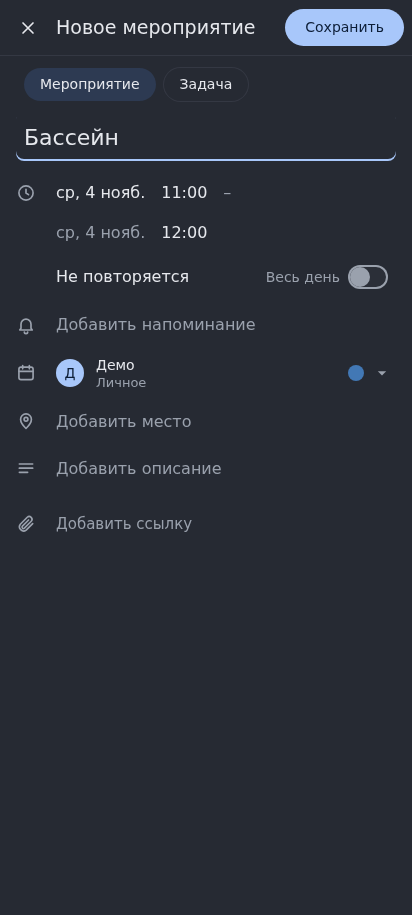 Новое мероприятие
Сохранить
Мероприятие
Задача
Бассейн
ср, 4 нояб. 11:00 –
ср, 4 нояб. 12:00
Не повторяется
Весь день
Добавить напоминание
Д
Демо
Личное
Добавить место
Добавить описание
Добавить ссылку